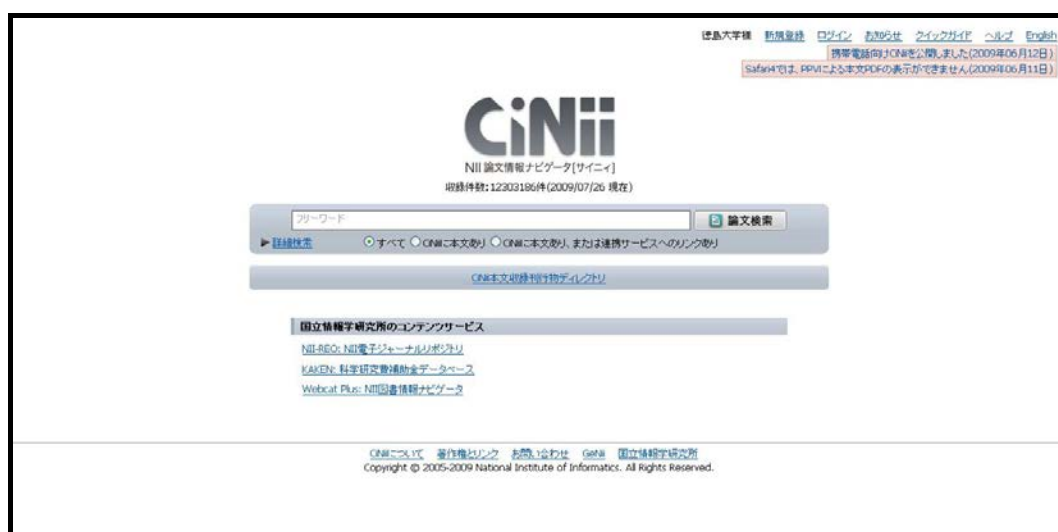 徳島大学様 新規登録 ログイン お知らせ クイックガイド ヘルプ English
携帯電話向けCiNiiを公開しました(2009年06月12日)
Safari4では、PPVによる本文PDFの表示ができません(2009年06月11日)
CiNii
NII論文情報ナビゲータ[サイニィ]
収録件数:12303186件(2009/07/26 現在)
フリーワード 論文検索
詳細検索 すべて CiNiiに本文あり CiNiiに本文あり、または連携サービスへのリンクあり
CiNii本文収録刊行物ディレクトリ
国立情報学研究所のコンテンツサービス
NII-REO: NII電子ジャーナルリポジトリ
KAKEN: 科学研究費補助金データベース
Webcat Plus: NII図書情報ナビゲータ
CiNiiについて 著作権とリンク お問い合わせ GeNii 国立情報学研究所
Copyright © 2005-2009 National Institute of Informatics. All Rights Reserved.